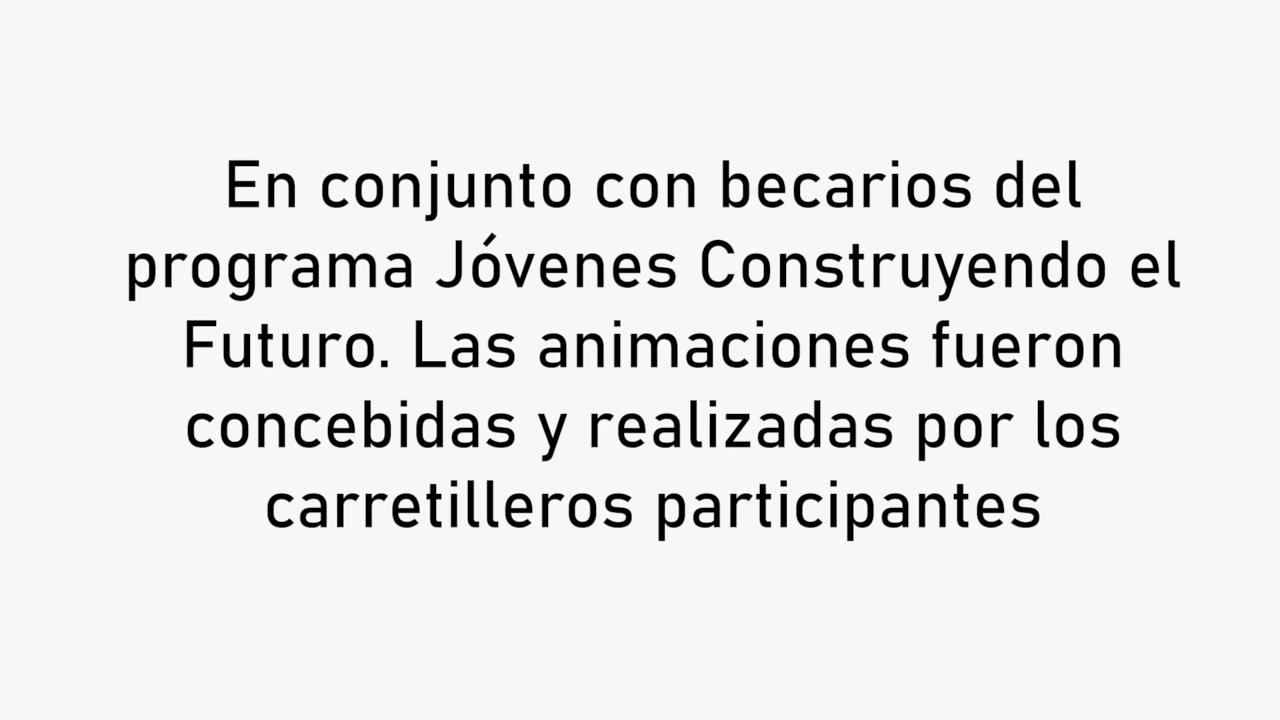 En conjunto con becarios del
programa Jóvenes Construyendo el
Futuro. Las animaciones fueron
concebidas y realizadas por los
carretilleros participantes